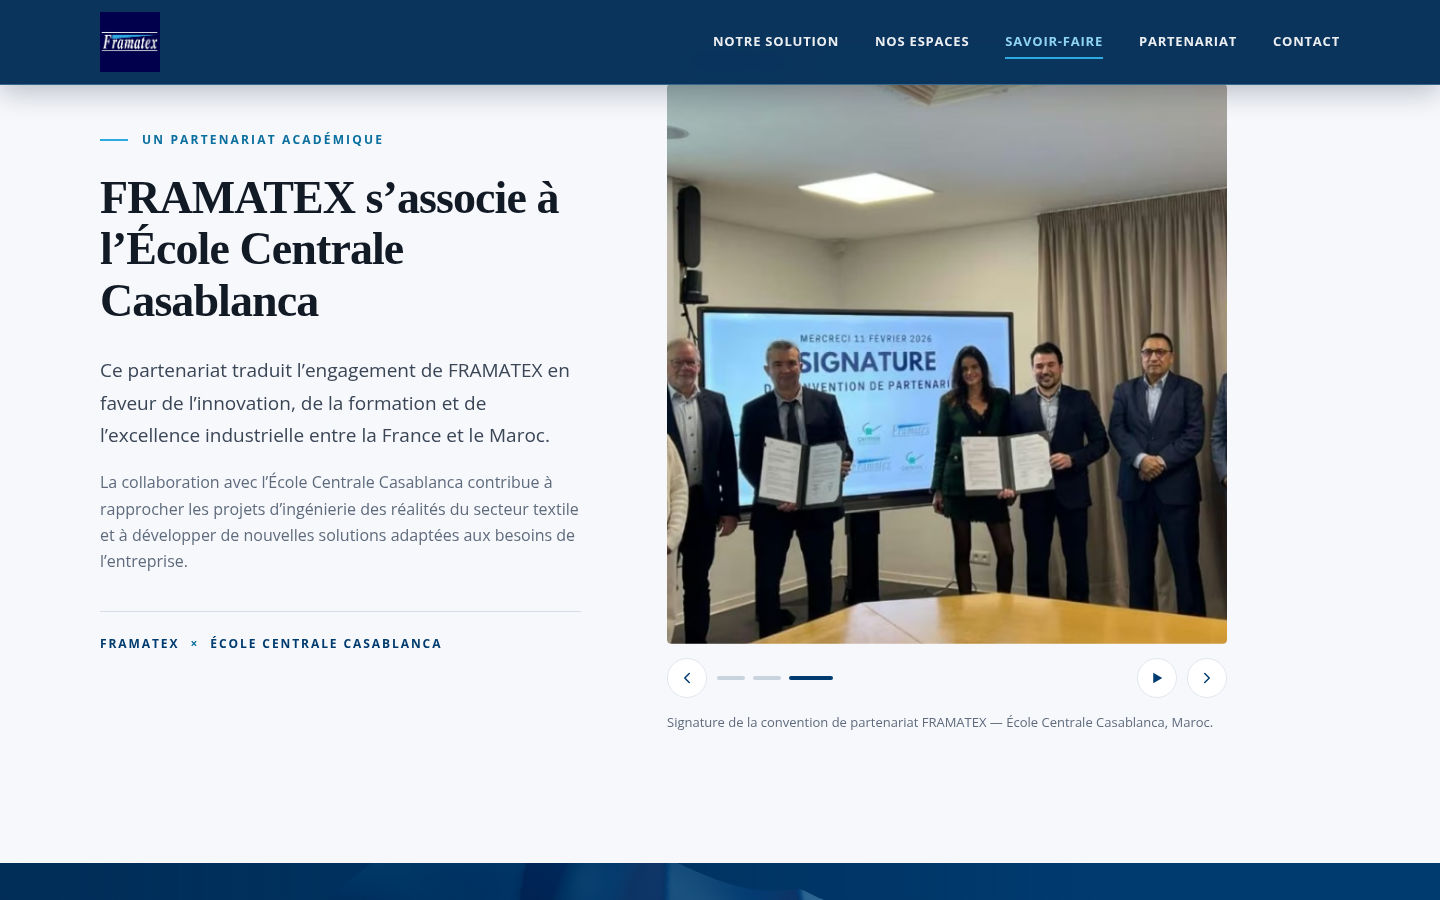 Framatex
NOTRE SOLUTION
NOS ESPACES
SAVOIR-FAIRE
PARTENARIAT
CONTACT
UN PARTENARIAT ACADÉMIQUE
FRAMATEX s’associe à
l’École Centrale
Casablanca
Ce partenariat traduit l’engagement de FRAMATEX en
faveur de l’innovation, de la formation et de
l’excellence industrielle entre la France et le Maroc.
La collaboration avec l’École Centrale Casablanca contribue à
rapprocher les projets d’ingénierie des réalités du secteur textile
et à développer de nouvelles solutions adaptées aux besoins de
l’entreprise.
FRAMATEX × ÉCOLE CENTRALE CASABLANCA
MERCREDI 11 FÉVRIER 2026
SIGNATURE
Signature de la convention de partenariat FRAMATEX — École Centrale Casablanca, Maroc.